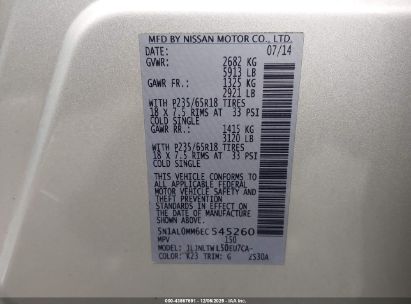 MFD BY NISSAN MOTOR CO., LTD.
DATE: 07/14
GVWR: 2682 KG
5913 LB
GAWR FR.: 1325 KG
2921 LB
WITH P235/65R18 TIRES
18 X 7.5 RIMS AT 33 PSI
COLD SINGLE
GAWR RR.: 1415 KG
3120 LB
WITH P235/65R18 TIRES
18 X 7.5 RIMS AT 33 PSI
COLD SINGLE
THIS VEHICLE CONFORMS TO
ALL APPLICABLE FEDERAL
MOTOR VEHICLE SAFETY AND
THEFT PREVENTION
STANDARDS IN EFFECT ON
THE DATE OF MANUFACTURE
SHOWN ABOVE.
5N1AL0MM6EC545260
MPV 150
MODEL: JLJNLTWL50EU7CA-
COLOR: K23 TRIM: G 2S30A